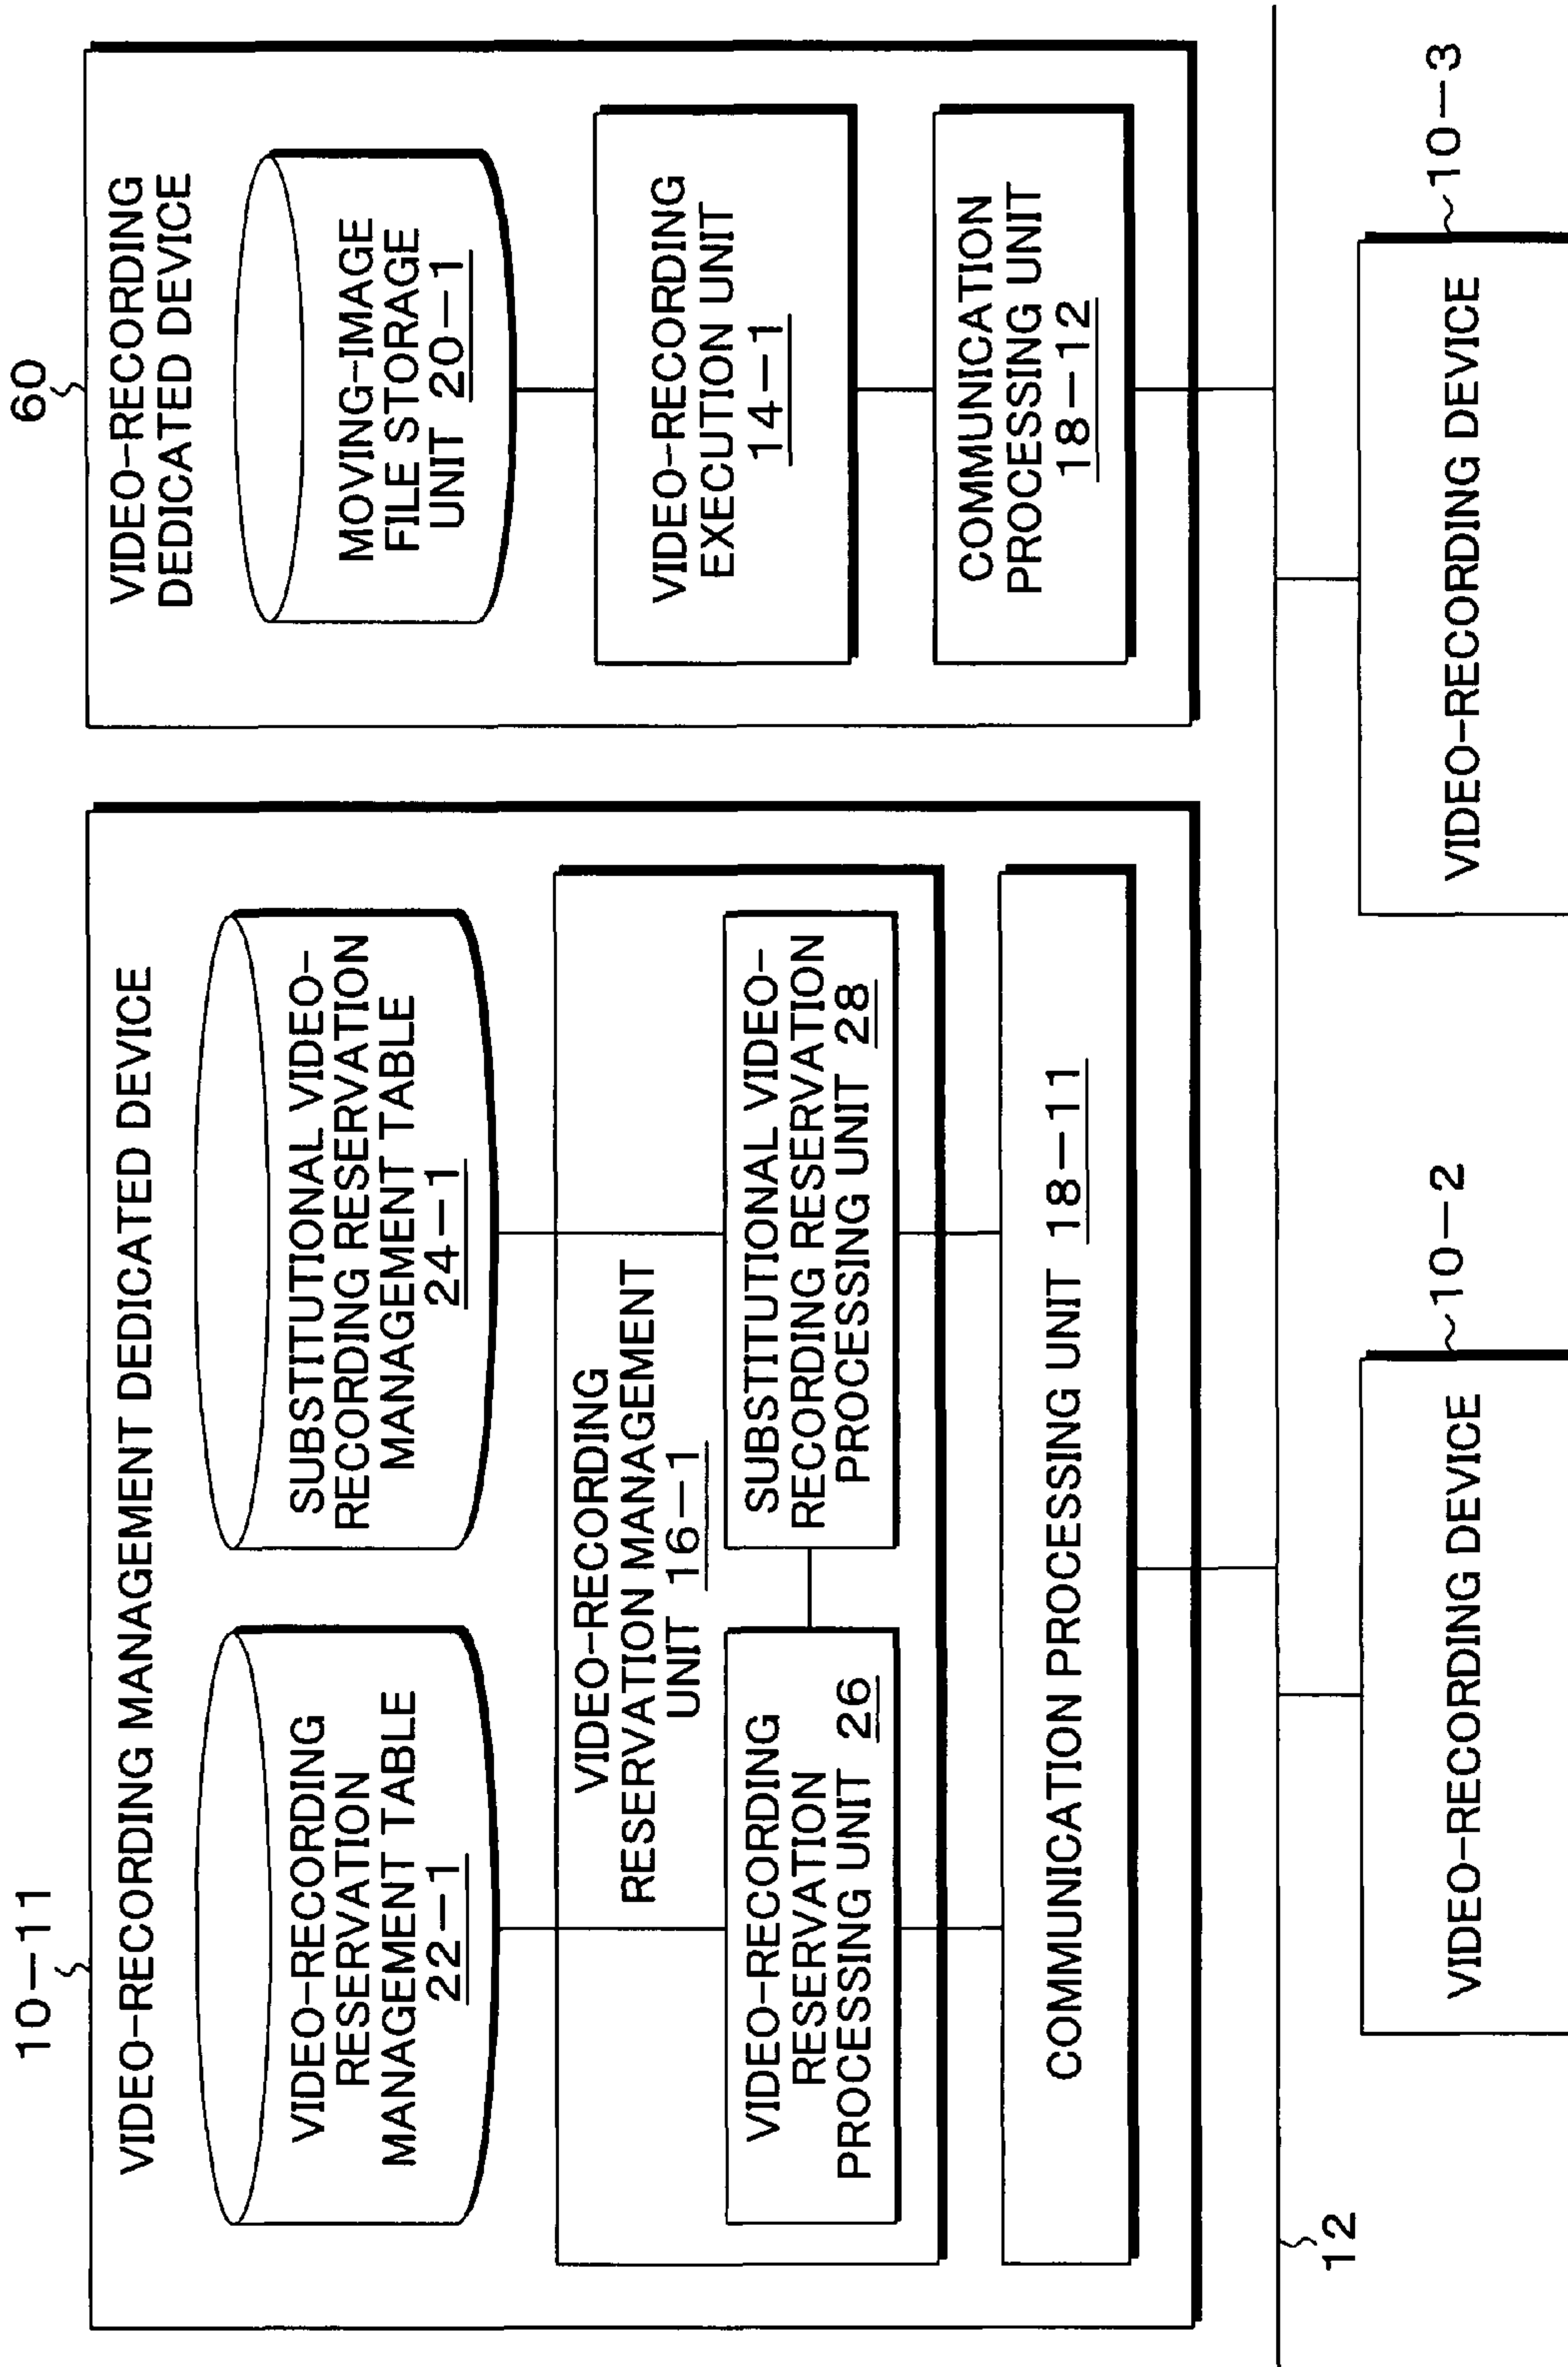 10-11
VIDEO-RECORDING MANAGEMENT DEDICATED DEVICE
VIDEO-RECORDING
RESERVATION
MANAGEMENT TABLE
22-1
SUBSTITUTIONAL VIDEO-
RECORDING RESERVATION
MANAGEMENT TABLE
24-1
VIDEO-RECORDING
RESERVATION MANAGEMENT
UNIT 16-1
VIDEO-RECORDING
RESERVATION
PROCESSING UNIT 26
SUBSTITUTIONAL VIDEO-
RECORDING RESERVATION
PROCESSING UNIT 28
COMMUNICATION PROCESSING UNIT 18-11
60
VIDEO-RECORDING
DEDICATED DEVICE
MOVING-IMAGE
FILE STORAGE
UNIT 20-1
VIDEO-RECORDING
EXECUTION UNIT
14-1
COMMUNICATION
PROCESSING UNIT
18-12
12
10-2
VIDEO-RECORDING DEVICE
10-3
VIDEO-RECORDING DEVICE